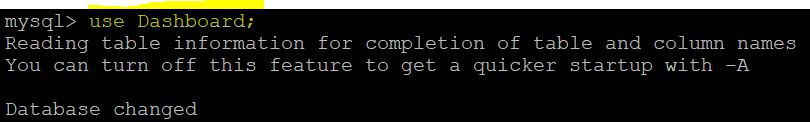 mysql> use Dashboard;
Reading table information for completion of table and column names
You can turn off this feature to get a quicker startup with -A
Database changed